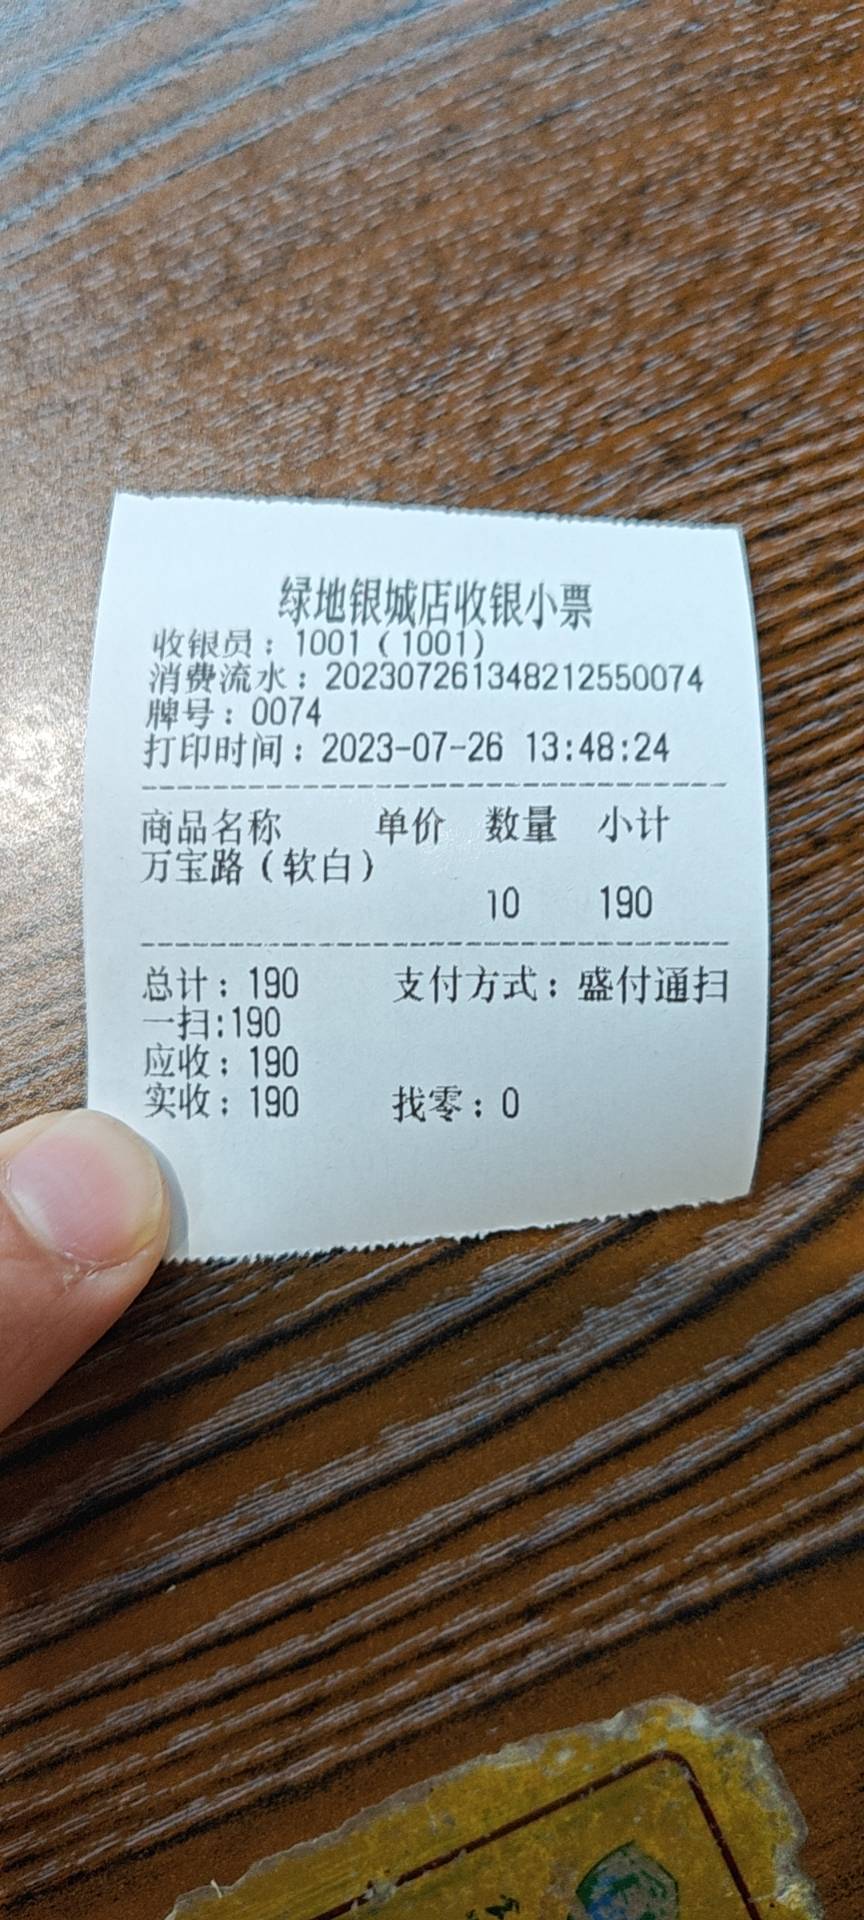 绿地银城店收银小票
收银员：1001（1001）
消费流水：2023072613482125​50074
牌号：0074
打印时间：2023-07-26 13:48:24
商品名称 单价 数量 小计
万宝路（软白）
10 190
总计：190 支付方式：盛付通扫
一扫:190
应收：190
实收：190 找零：0